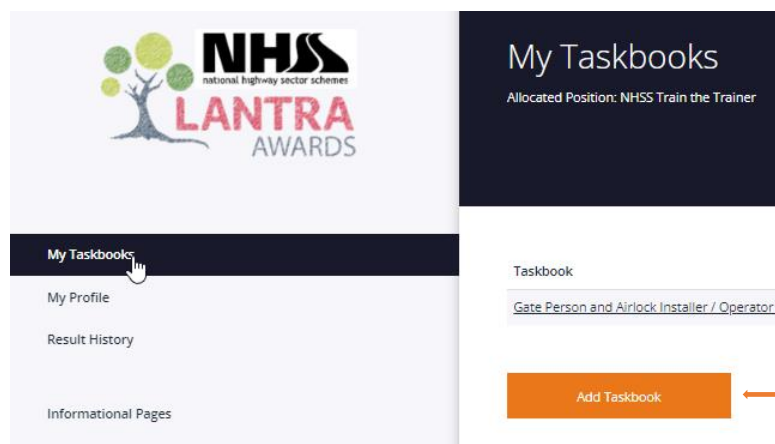 NHSS
national highway sector schemes
LANTRA
AWARDS
My Taskbooks
My Profile
Result History
Informational Pages
My Taskbooks
Allocated Position: NHSS Train the Trainer
Taskbook
Gate Person and Airlock Installer / Operator
Add Taskbook